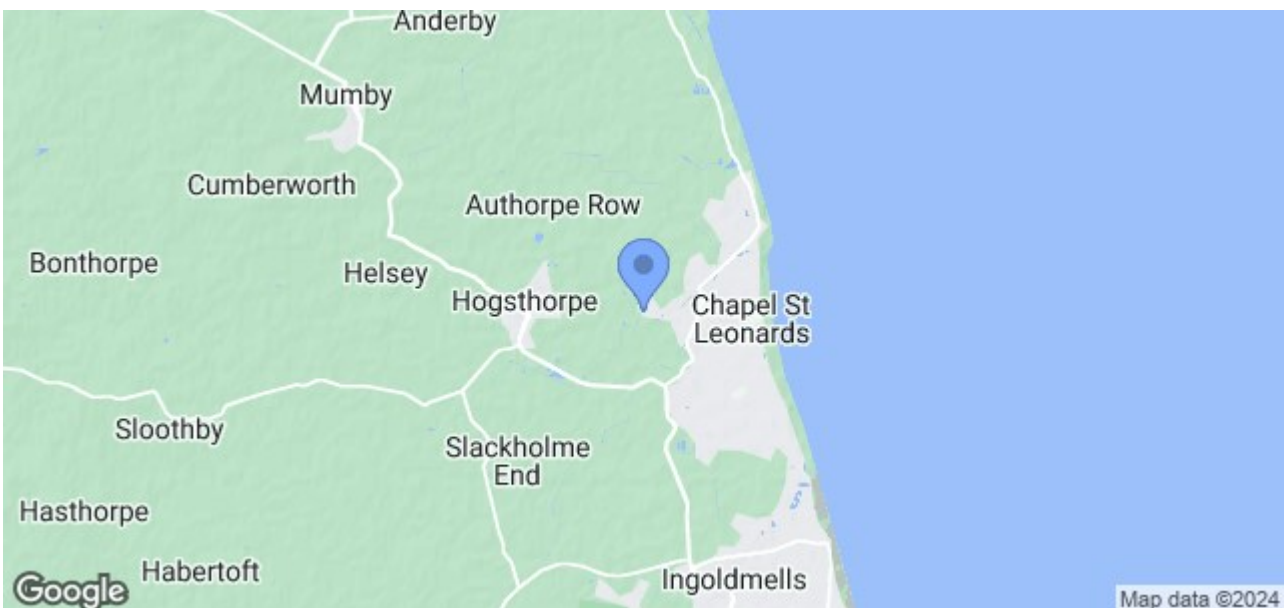 Anderby
Mumby
Cumberworth
Authorpe Row
Bonthorpe
Helsey
Hogsthorpe
Chapel St
Leonards
Sloothby
Slackholme
End
Hasthorpe
Habertoft
Ingoldmells
Google
Map data ©2024